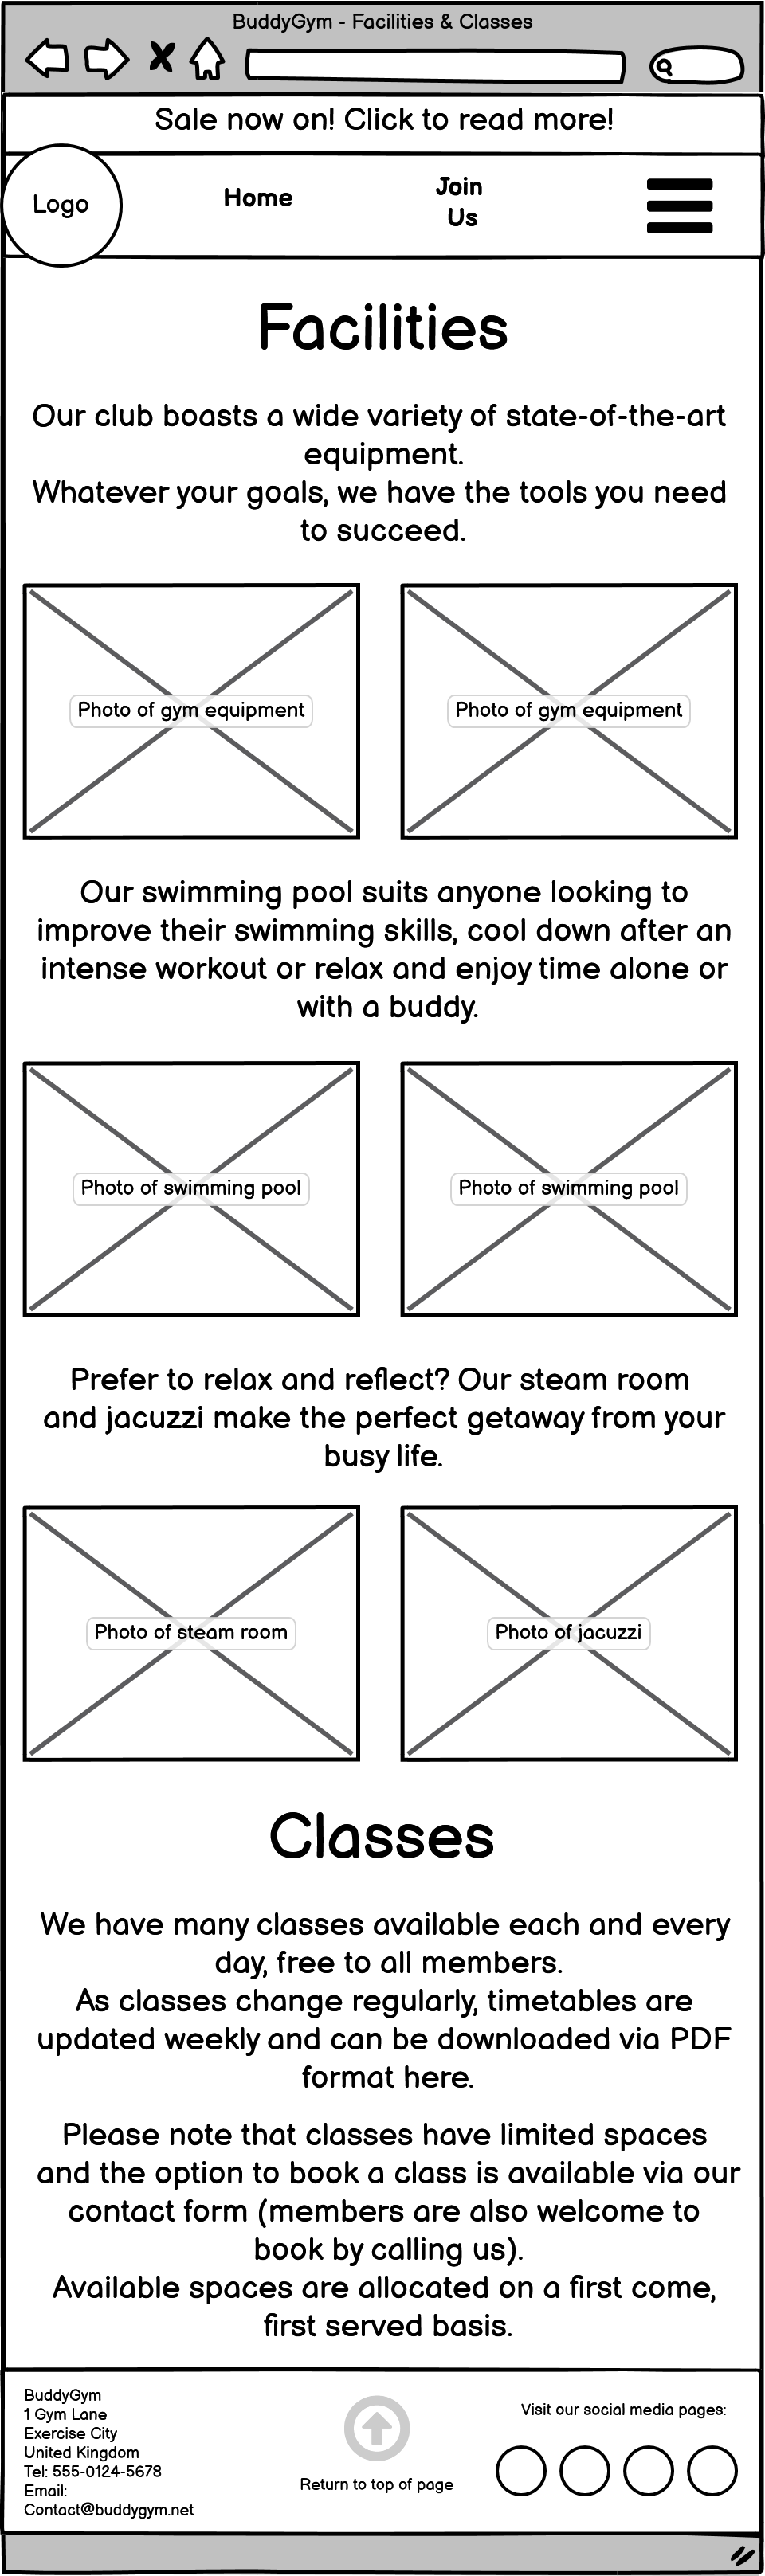 BuddyGym - Facilities & Classes
Sale now on! Click to read more!
Logo
Home
Join
Us
Facilities
Our club boasts a wide variety of state-of-the-art
equipment.
Whatever your goals, we have the tools you need
to succeed.
Photo of gym equipment
Photo of gym equipment
Our swimming pool suits anyone looking to
improve their swimming skills, cool down after an
intense workout or relax and enjoy time alone or
with a buddy.
Photo of swimming pool
Photo of swimming pool
Prefer to relax and reflect? Our steam room
and jacuzzi make the perfect getaway from your
busy life.
Photo of steam room
Photo of jacuzzi
Classes
We have many classes available each and every
day, free to all members.
As classes change regularly, timetables are
updated weekly and can be downloaded via PDF
format here.
Please note that classes have limited spaces
and the option to book a class is available via our
contact form (members are also welcome to
book by calling us).
Available spaces are allocated on a first come,
first served basis.
BuddyGym
1 Gym Lane
Exercise City
United Kingdom
Tel: 555-0124-5678
Email:
Contact@buddygym.net
Return to top of page
Visit our social media pages: